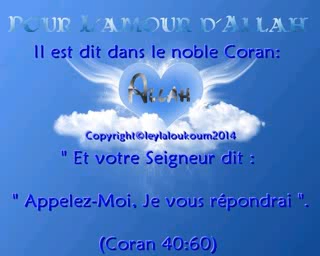 Pour L'amour d'Allah
Il est dit dans le noble Coran:
Allah
Copyright©leylaloukoum2014
" Et votre Seigneur dit :
" Appelez-Moi, Je vous répondrai ".
(Coran 40:60)